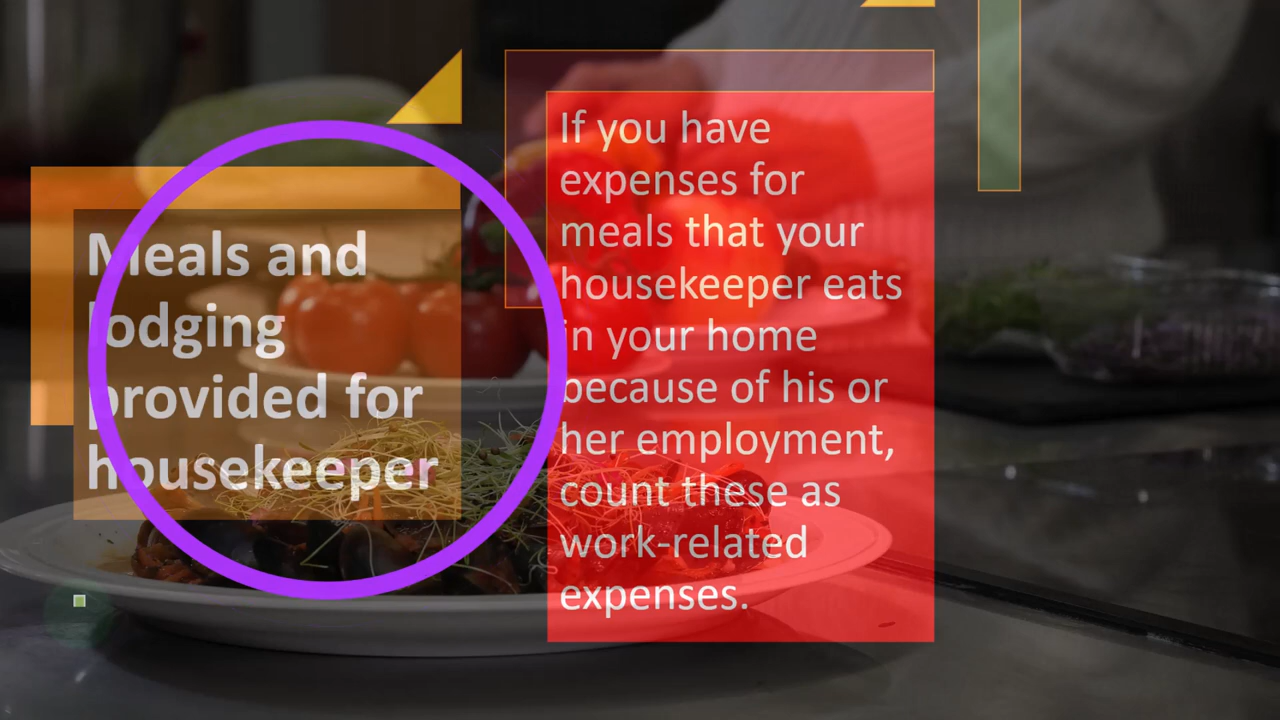 Meals and
lodging
provided for
housekeeper
If you have
expenses for
meals that your
housekeeper eats
in your home
because of his or
her employment,
count these as
work-related
expenses.